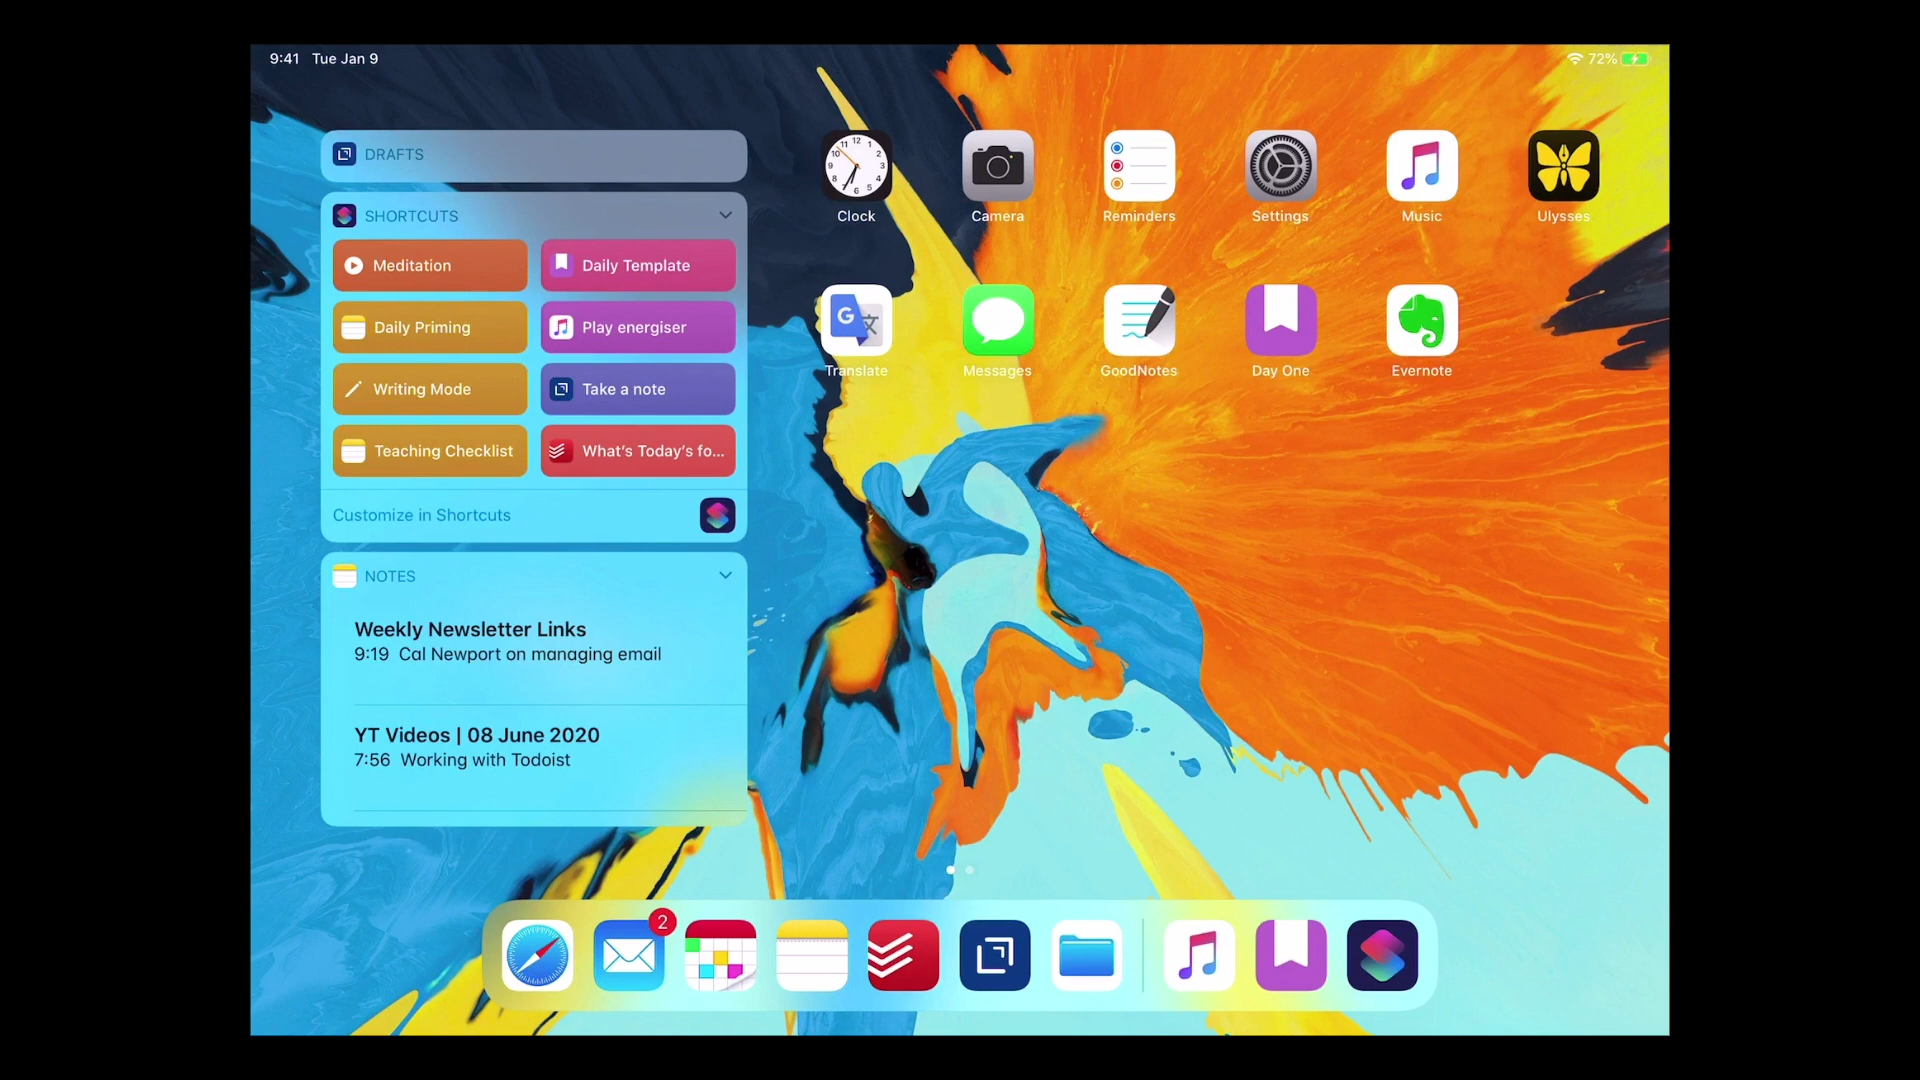 9:41 Tue Jan 9
72%
DRAFTS
SHORTCUTS
Meditation
Daily Template
Daily Priming
Play energiser
Writing Mode
Take a note
Teaching Checklist
What's Today's fo...
Customize in Shortcuts
NOTES
Weekly Newsletter Links
9:19 Cal Newport on managing email
YT Videos | 08 June 2020
7:56 Working with Todoist
Clock
Camera
Reminders
Settings
Music
Ulysses
Translate
Messages
GoodNotes
Day One
Evernote
2